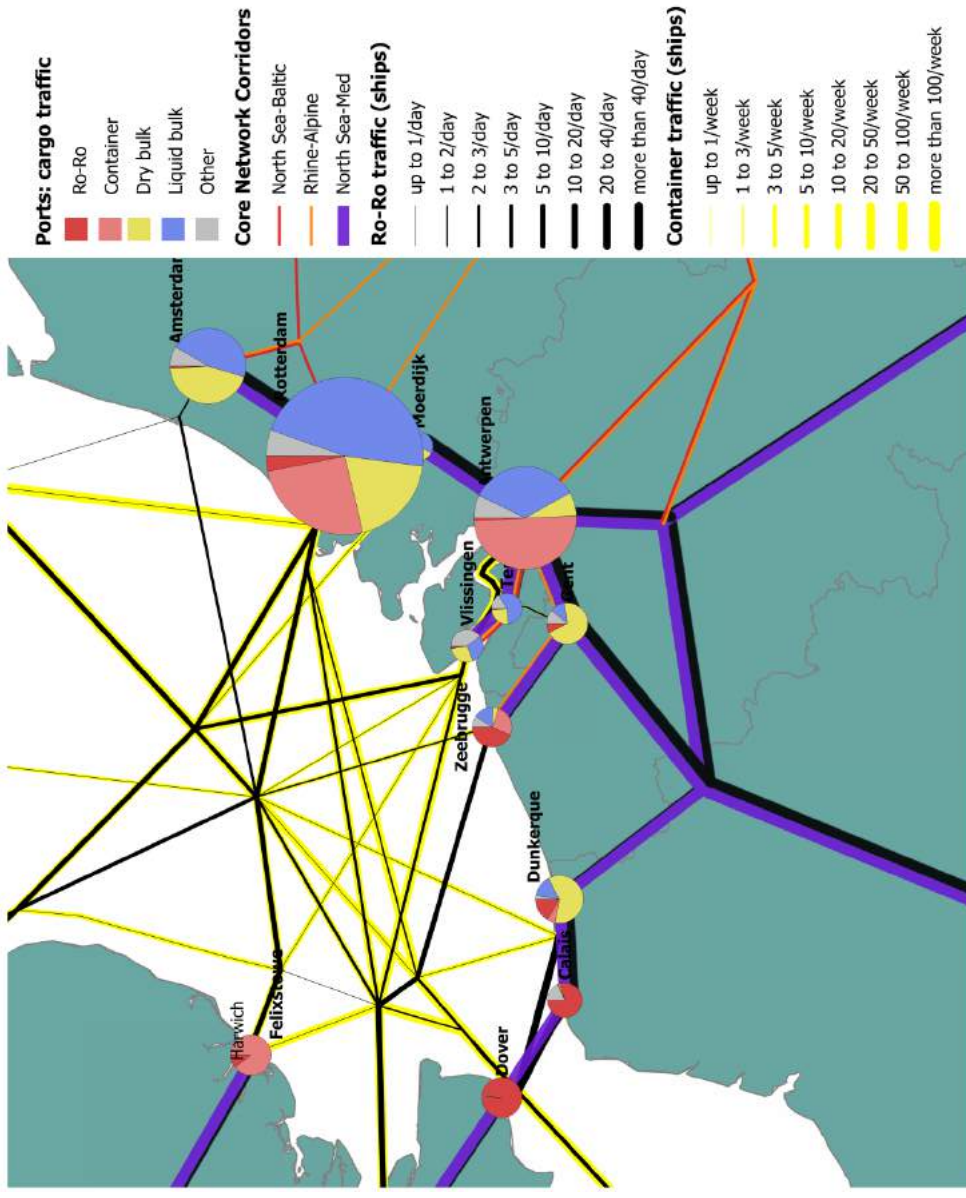 Ports: cargo traffic
Ro-Ro
Container
Dry bulk
Liquid bulk
Other
Core Network Corridors
North Sea-Baltic
Rhine-Alpine
North Sea-Med
Ro-Ro traffic (ships)
up to 1/day
1 to 2/day
2 to 3/day
3 to 5/day
5 to 10/day
10 to 20/day
20 to 40/day
more than 40/day
Container traffic (ships)
up to 1/week
1 to 3/week
3 to 5/week
5 to 10/week
10 to 20/week
20 to 50/week
50 to 100/week
more than 100/week
Harwich
Felixstowe
Dover
Calais
Dunkerque
Zeebrugge
Vlissingen
Te
Gent
Antwerpen
Moerdijk
Rotterdam
Amsterdam